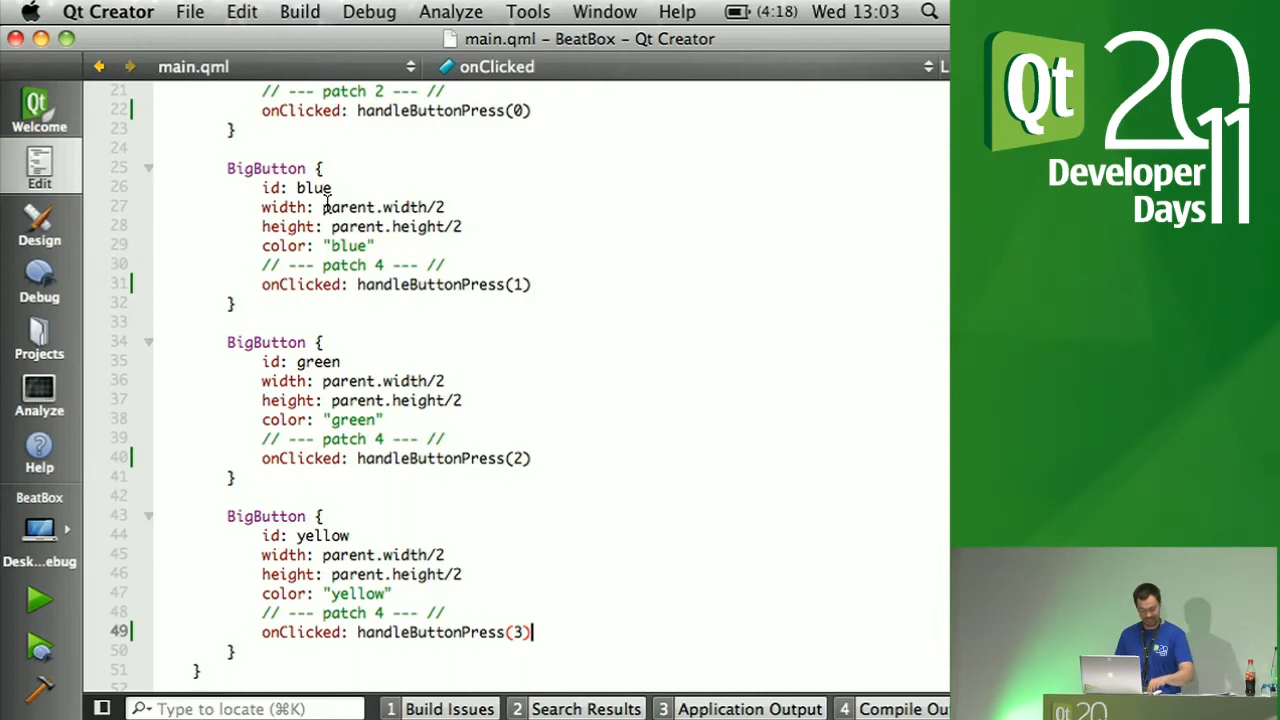 Qt Creator File Edit Build Debug Analyze Tools Window Help (4:18) Wed 13:03
main.qml – BeatBox – Qt Creator
main.qml onClicked L
21 // --- patch 2 --- //
22 onClicked: handleButtonPress(0)
23 }
24
25 BigButton {
26 id: blue
27 width: parent.width/2
28 height: parent.height/2
29 color: "blue"
30 // --- patch 4 --- //
31 onClicked: handleButtonPress(1)
32 }
33
34 BigButton {
35 id: green
36 width: parent.width/2
37 height: parent.height/2
38 color: "green"
39 // --- patch 4 --- //
40 onClicked: handleButtonPress(2)
41 }
42
43 BigButton {
44 id: yellow
45 width: parent.width/2
46 height: parent.height/2
47 color: "yellow"
48 // --- patch 4 --- //
49 onClicked: handleButtonPress(3)
50 }
51 }
52
Welcome
Edit
Design
Debug
Projects
Analyze
Help
BeatBox
Desk...ebug
Type to locate (⌘K) 1 Build Issues 2 Search Results 3 Application Output 4 Compile Ou
Qt 2011
Developer
Days